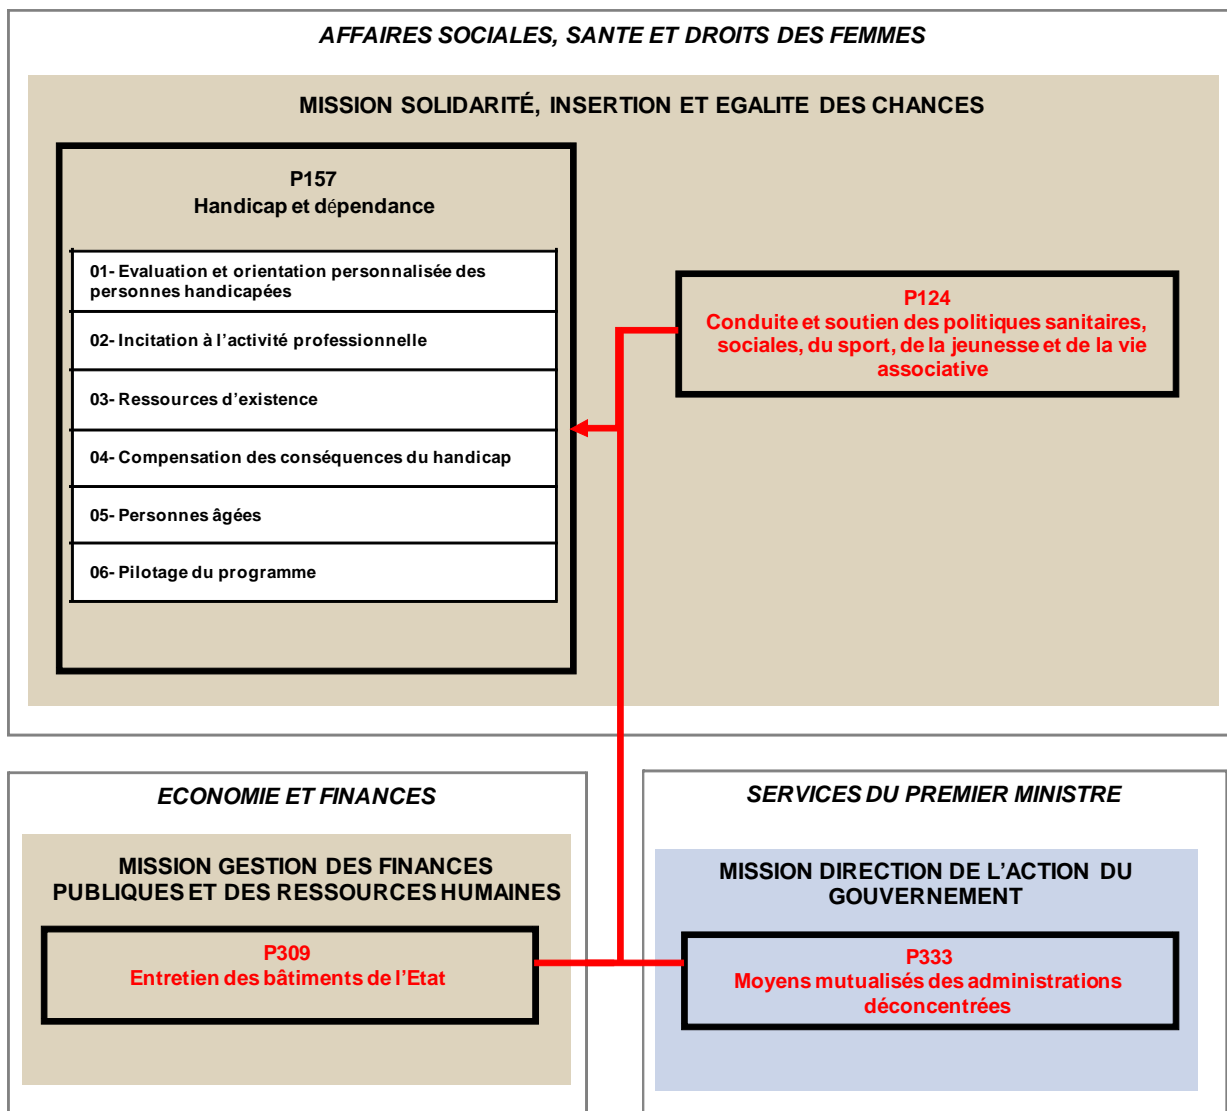 AFFAIRES SOCIALES, SANTE ET DROITS DES FEMMES
MISSION SOLIDARITÉ, INSERTION ET EGALITE DES CHANCES
P157
Handicap et dépendance
01- Evaluation et orientation personnalisée des
personnes handicapées
02- Incitation à l’activité professionnelle
03- Ressources d’existence
04- Compensation des conséquences du handicap
05- Personnes âgées
06- Pilotage du programme
P124
Conduite et soutien des politiques sanitaires,
sociales, du sport, de la jeunesse et de la vie
associative
ECONOMIE ET FINANCES
MISSION GESTION DES FINANCES
PUBLIQUES ET DES RESSOURCES HUMAINES
P309
Entretien des bâtiments de l’Etat
SERVICES DU PREMIER MINISTRE
MISSION DIRECTION DE L’ACTION DU
GOUVERNEMENT
P333
Moyens mutualisés des administrations
déconcentrées